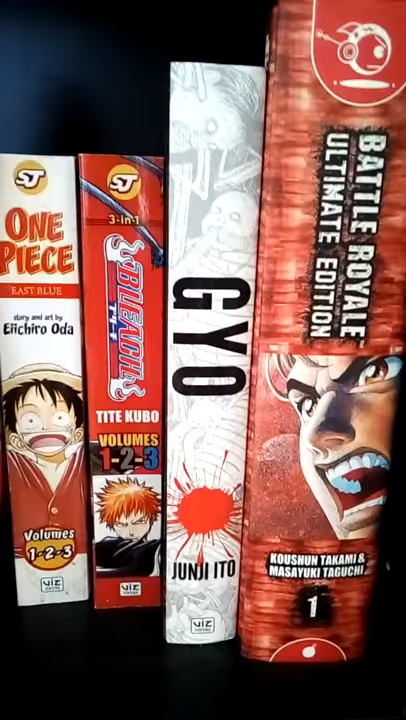 SJ
ONE
PIECE
EAST BLUE
story and art by
Eiichiro Oda
Volumes
1-2-3
VIZ
SJ
3-in-1
BLEACH
TITE KUBO
VOLUMES
1-2-3
VIZ
GYO
JUNJI ITO
VIZ
BATTLE ROYALE
ULTIMATE EDITION
KOUSHUN TAKAMI &
MASAYUKI TAGUCHI
1